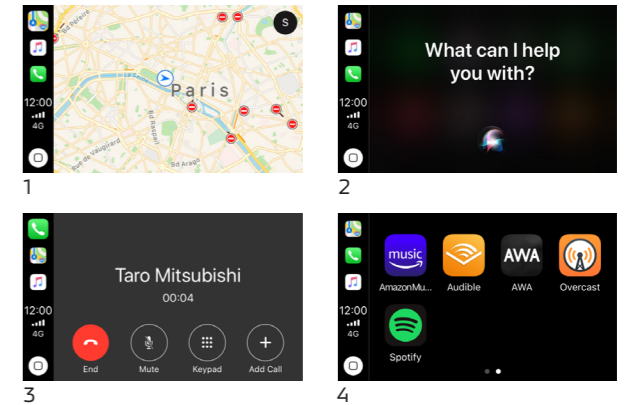 Bd Pereire
S
Paris
12:00
4G
Bd Raspail
Rue de Vaugirard
Bd Arago
1
What can I help
you with?
12:00
4G
2
Taro Mitsubishi
00:04
12:00
4G
End
Mute
Keypad
Add Call
3
music
AWA
AmazonMu...
Audible
AWA
Overcast
12:00
4G
Spotify
4